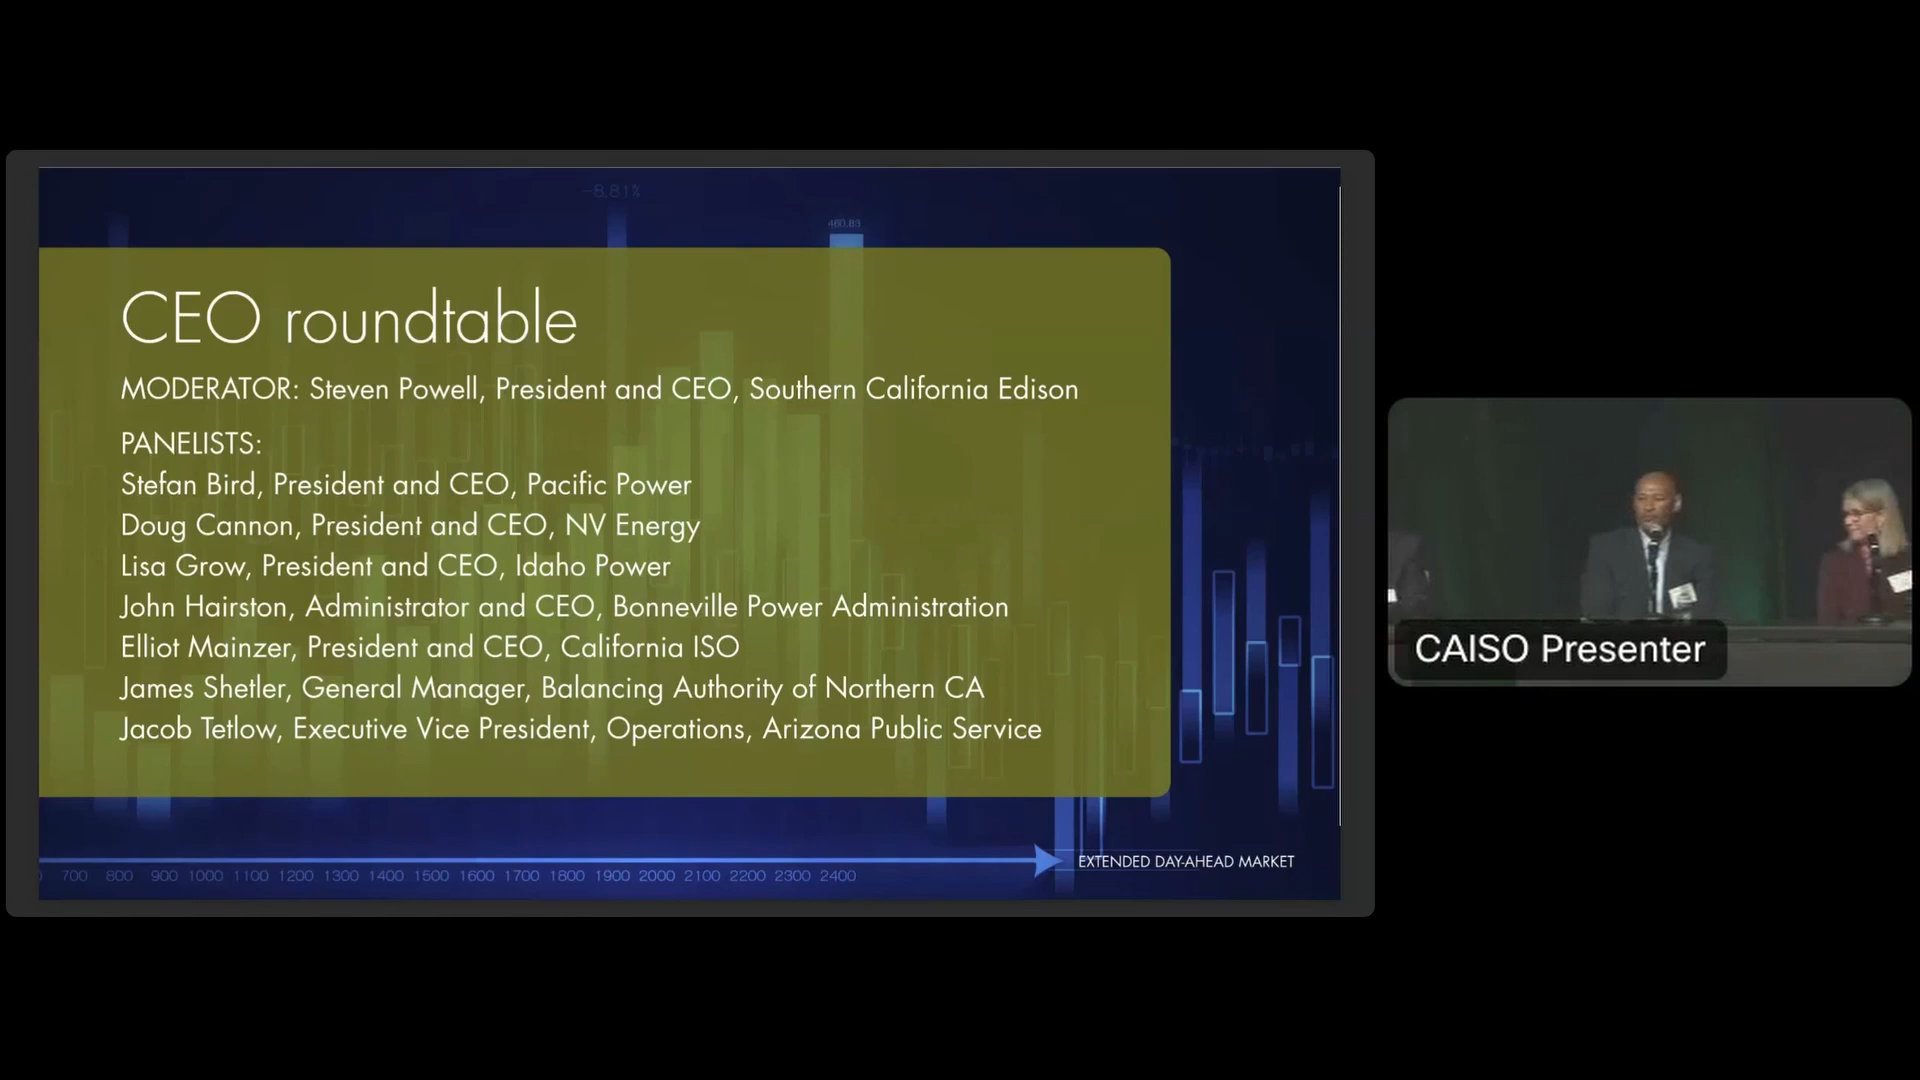 -8.81%
460.83
CEO roundtable
MODERATOR: Steven Powell, President and CEO, Southern California Edison
PANELISTS:
Stefan Bird, President and CEO, Pacific Power
Doug Cannon, President and CEO, NV Energy
Lisa Grow, President and CEO, Idaho Power
John Hairston, Administrator and CEO, Bonneville Power Administration
Elliot Mainzer, President and CEO, California ISO
James Shetler, General Manager, Balancing Authority of Northern CA
Jacob Tetlow, Executive Vice President, Operations, Arizona Public Service
EXTENDED DAY-AHEAD MARKET
700 800 900 1000 1100 1200 1300 1400 1500 1600 1700 1800 1900 2000 2100 2200 2300 2400
CAISO Presenter